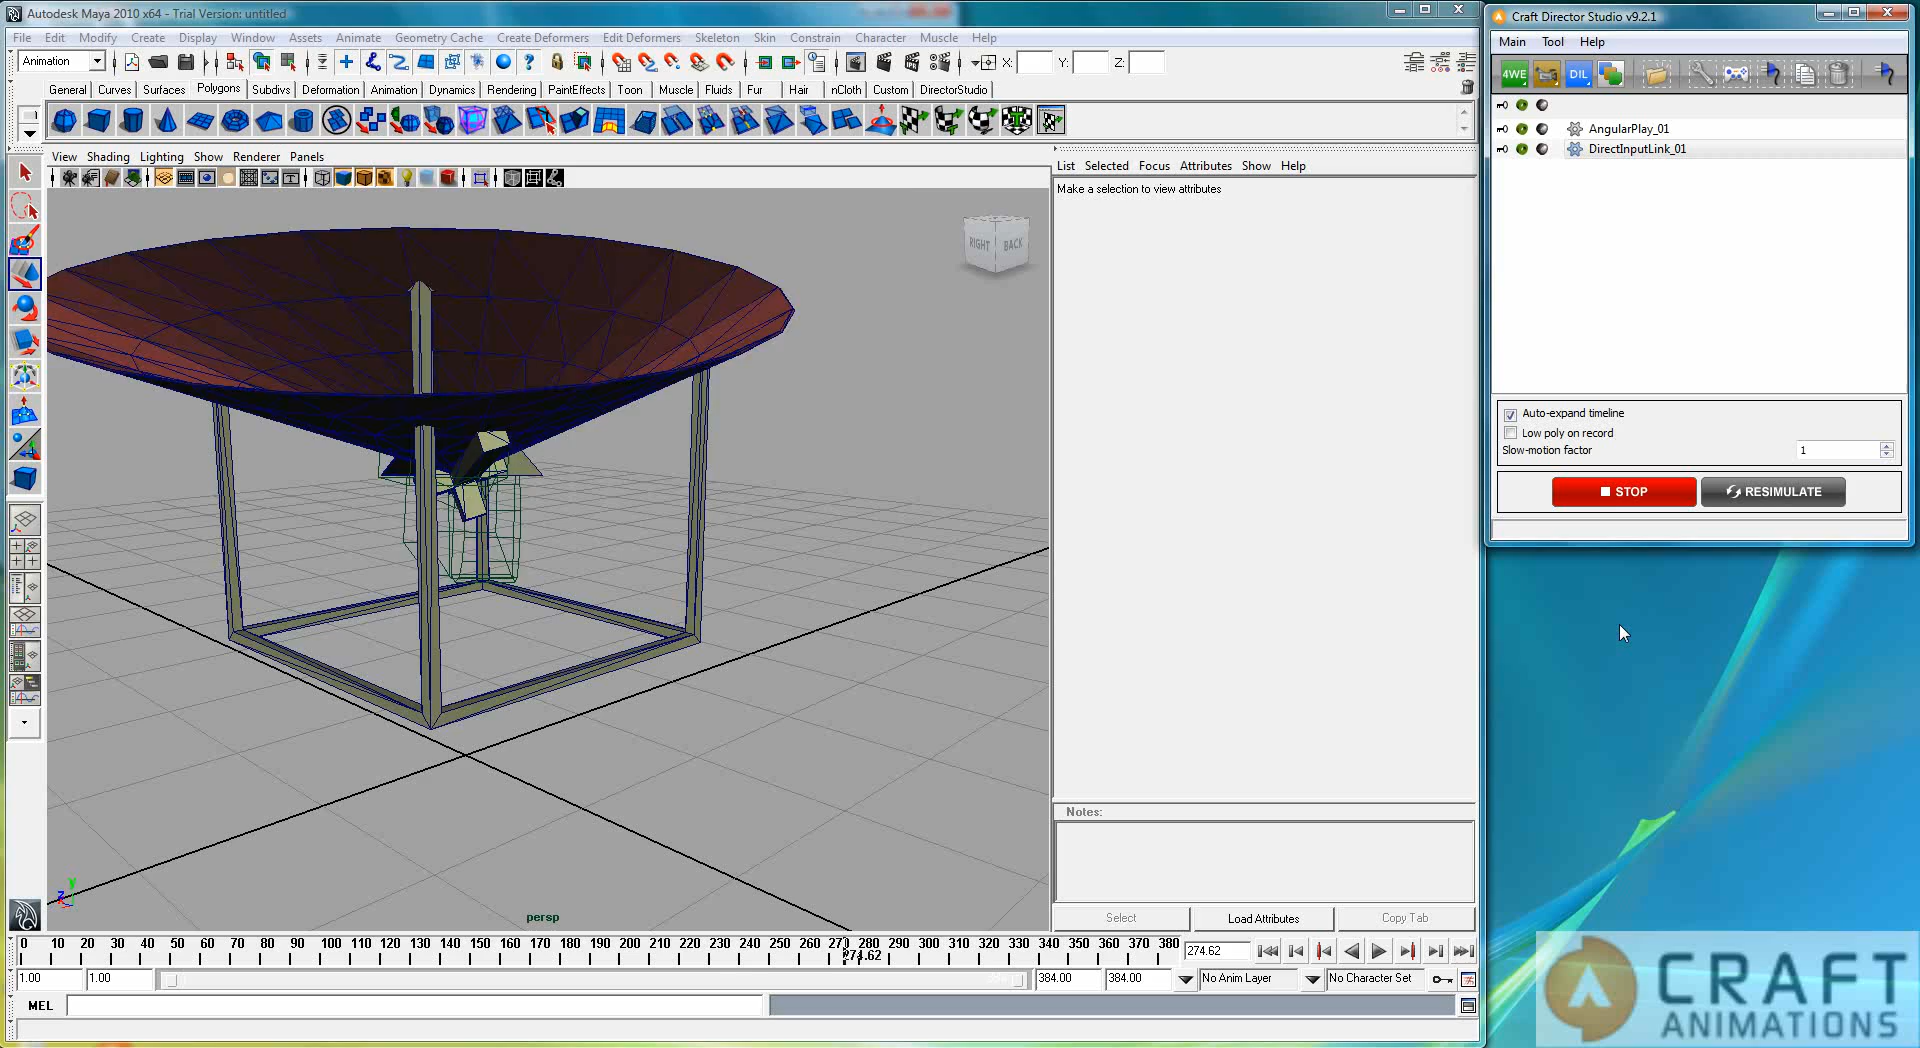 Autodesk Maya 2010 x64 - Trial Version: untitled
File Edit Modify Create Display Window Assets Animate Geometry Cache Create Deformers Edit Deformers Skeleton Skin Constrain Character Muscle Help
Animation X: Y: Z:
General Curves Surfaces Polygons Subdivs Deformation Animation Dynamics Rendering PaintEffects Toon Muscle Fluids Fur Hair nCloth Custom DirectorStudio
View Shading Lighting Show Renderer Panels
RIGHT BACK
persp
y
z
List Selected Focus Attributes Show Help
Make a selection to view attributes
Notes:
Select Load Attributes Copy Tab
0 10 20 30 40 50 60 70 80 90 100 110 120 130 140 150 160 170 180 190 200 210 220 230 240 250 260 270 280 290 300 310 320 330 340 350 360 370 380
274.62
274.62
1.00 1.00 384.00 384.00 No Anim Layer No Character Set
MEL
Craft Director Studio v9.2.1
Main Tool Help
4WE DIL
AngularPlay_01
DirectInputLink_01
Auto-expand timeline
Low poly on record
Slow-motion factor 1
STOP RESIMULATE
CRAFT
ANIMATIONS